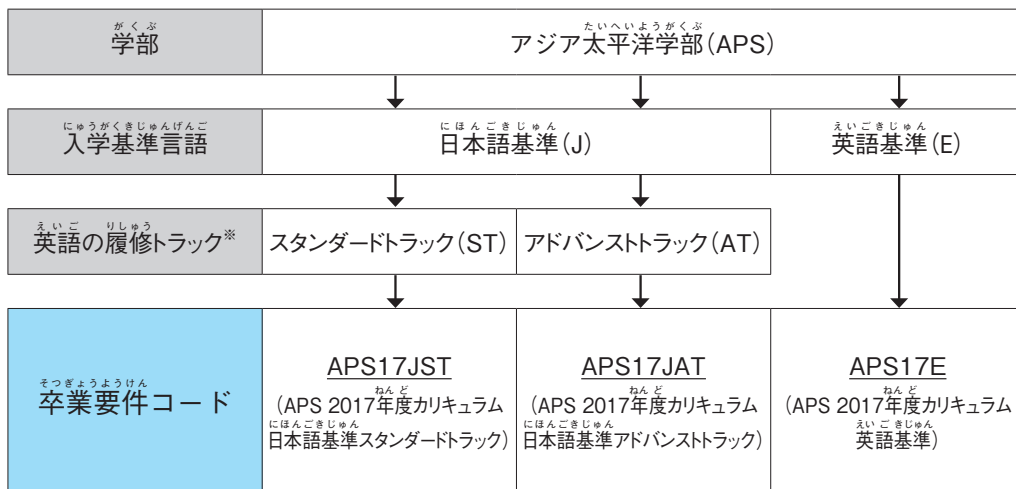 がくぶ
学部
たいへいようがくぶ
アジア太平洋学部(APS)
にゅうがくきじゅんげんご
入学基準言語
にほんごきじゅん
日本語基準(J)
えいごきじゅん
英語基準(E)
えいご りしゅう
英語の履修トラック※
スタンダードトラック(ST)
アドバンストトラック(AT)
そつぎょうようけん
卒業要件コード
APS17JST
ねんど
(APS 2017年度カリキュラム
にほんごきじゅん
日本語基準スタンダードトラック)
APS17JAT
ねんど
(APS 2017年度カリキュラム
にほんごきじゅん
日本語基準アドバンストトラック)
APS17E
ねんど
(APS 2017年度カリキュラム
えいごきじゅん
英語基準)